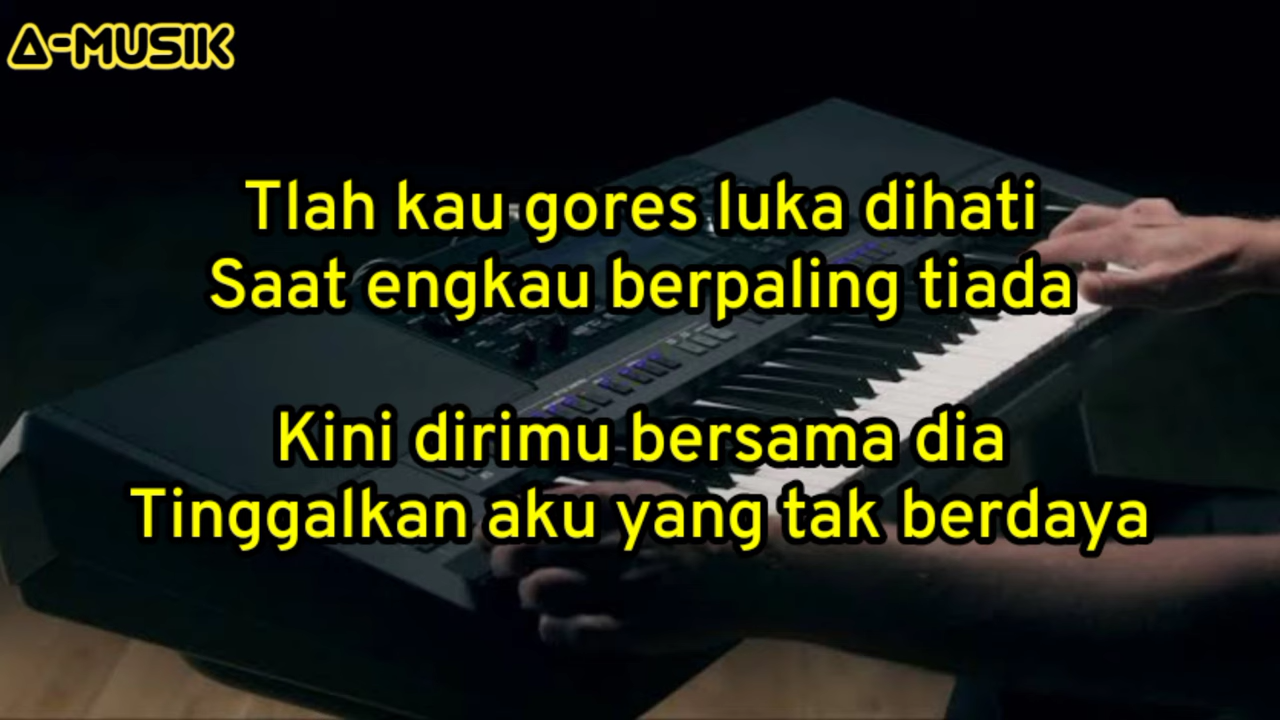 Δ-MUSIK
Tlah kau gores luka dihati
Saat engkau berpaling tiada
Kini dirimu bersama dia
Tinggalkan aku yang tak berdaya